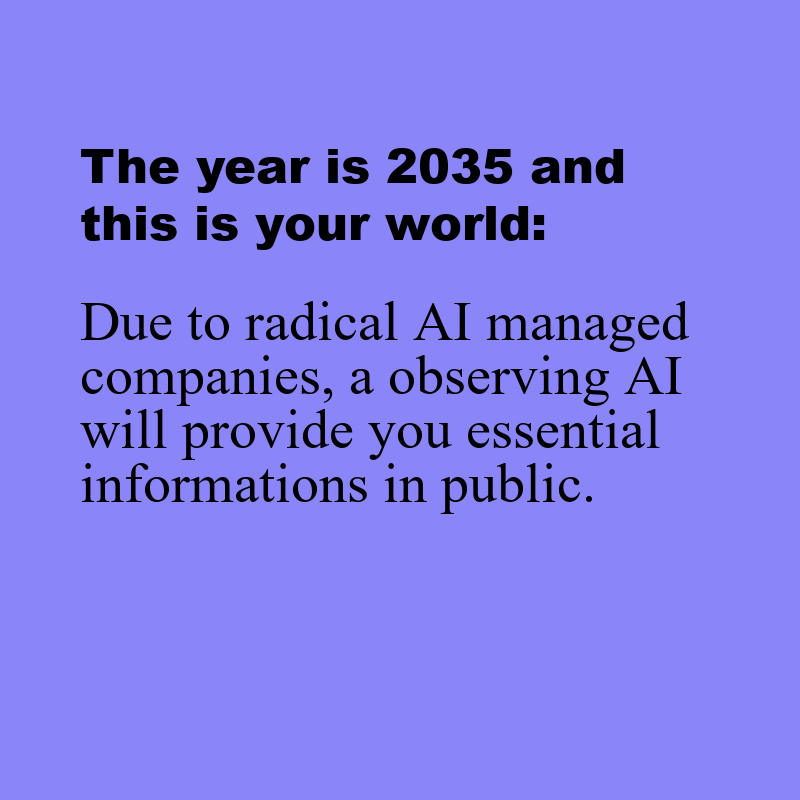 The year is 2035 and
this is your world:
Due to radical AI managed
companies, a observing AI
will provide you essential
informations in public.